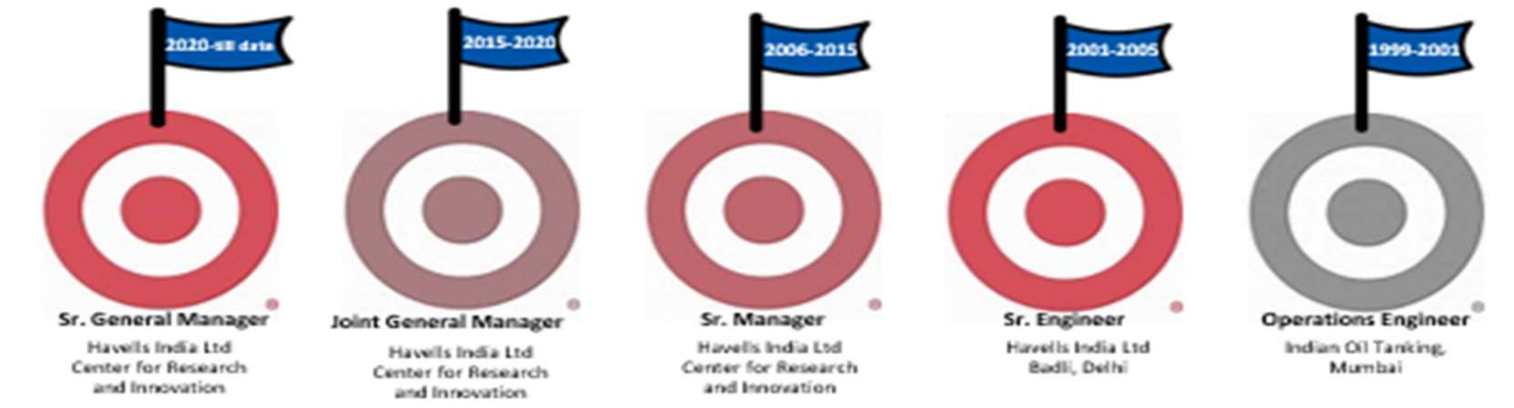 2020-till date
2015-2020
2006-2015
2001-2005
1999-2001
Sr. General Manager
Havells India Ltd
Center for Research
and Innovation
Joint General Manager
Havells India Ltd
Center for Research
and Innovation
Sr. Manager
Havells India Ltd
Center for Research
and Innovation
Sr. Engineer
Havells India Ltd
Badli, Delhi
Operations Engineer
Indian Oil Tanking,
Mumbai